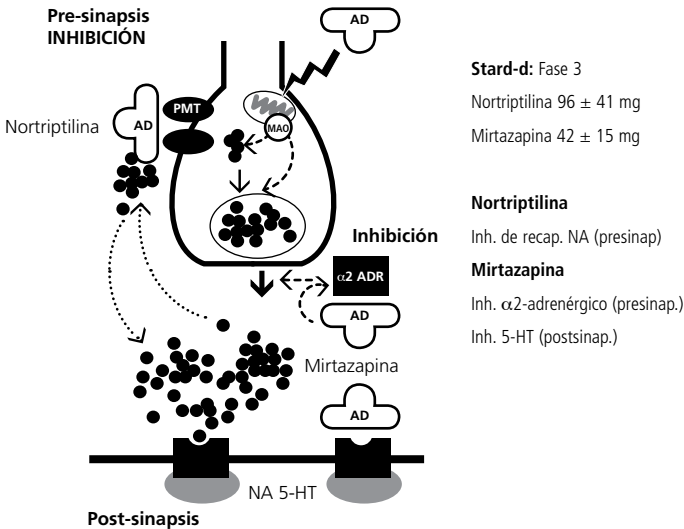 Pre-sinapsis
INHIBICIÓN
AD
Stard-d: Fase 3
Nortriptilina 96 ± 41 mg
Mirtazapina 42 ± 15 mg
PMT
Nortriptilina
AD
MAO
Nortriptilina
Inh. de recap. NA (presinap)
Mirtazapina
Inh. α2-adrenérgico (presinap.)
Inh. 5-HT (postsinap.)
Inhibición
α2 ADR
AD
Mirtazapina
AD
NA 5-HT
Post-sinapsis